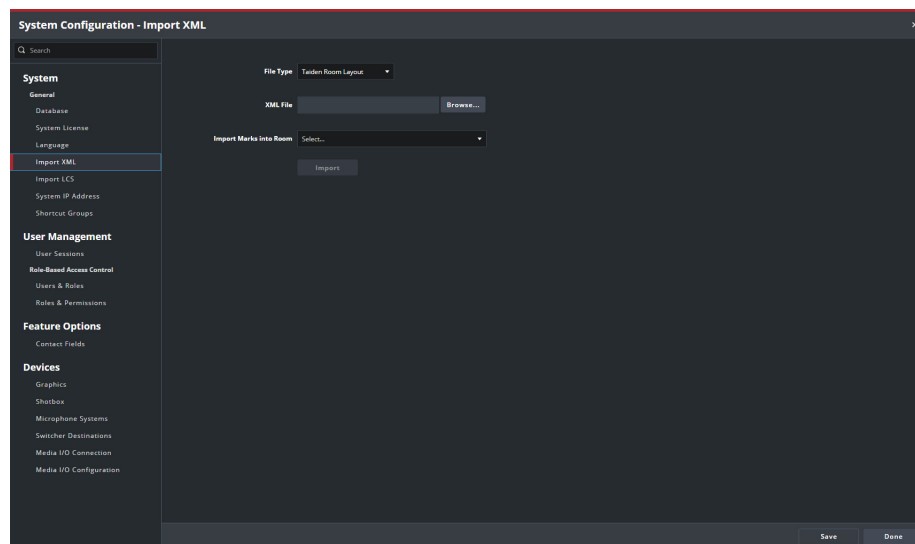 System Configuration - Import XML
Search
System
General
Database
System License
Language
Import XML
Import LCS
System IP Address
Shortcut Groups
User Management
User Sessions
Role-Based Access Control
Users & Roles
Roles & Permissions
Feature Options
Contact Fields
Devices
Graphics
Shotbox
Microphone Systems
Switcher Destinations
Media I/O Connection
Media I/O Configuration
File Type Taiden Room Layout
XML File Browse...
Import Marks into Room Select...
Import
Save Done